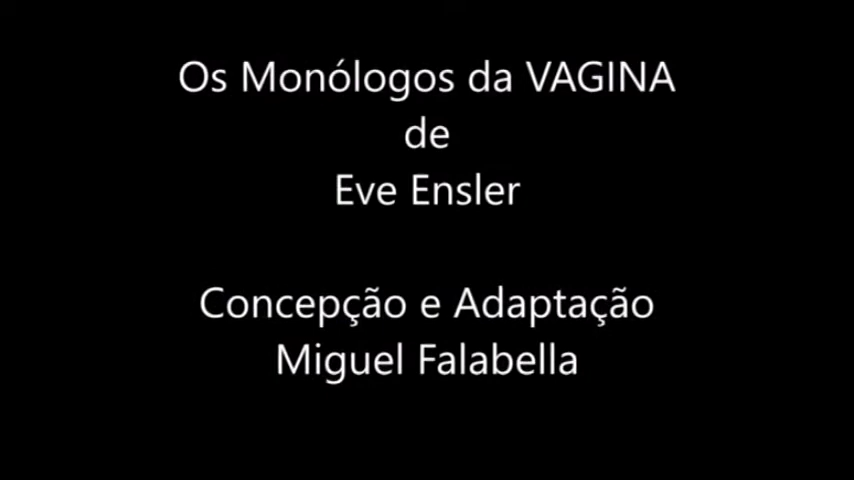 Os Monólogos da VAGINA
de
Eve Ensler
Concepção e Adaptação
Miguel Falabella